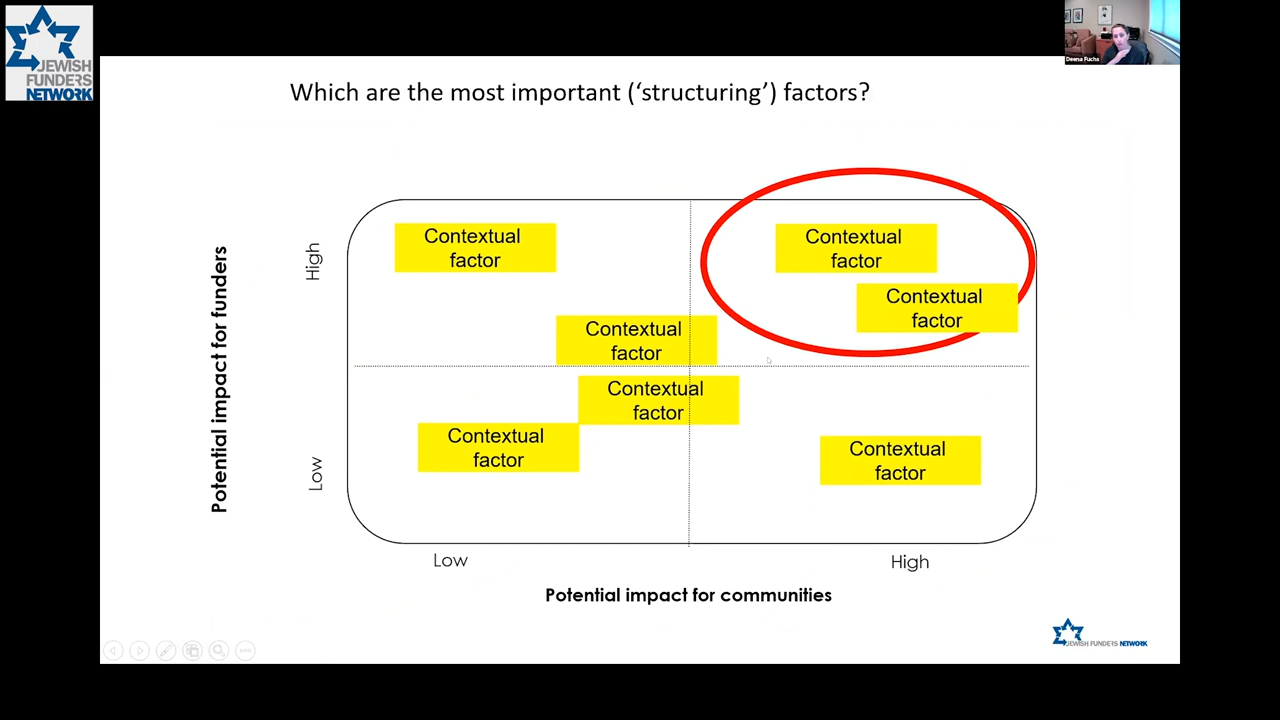 JEWISH
FUNDERS
NETWORK
Deena Fuchs
Which are the most important (‘structuring’) factors?
Potential impact for funders
High
Low
Contextual
factor
Contextual
factor
Contextual
factor
Contextual
factor
Contextual
factor
Contextual
factor
Contextual
factor
Low
High
Potential impact for communities
JEWISH FUNDERS NETWORK